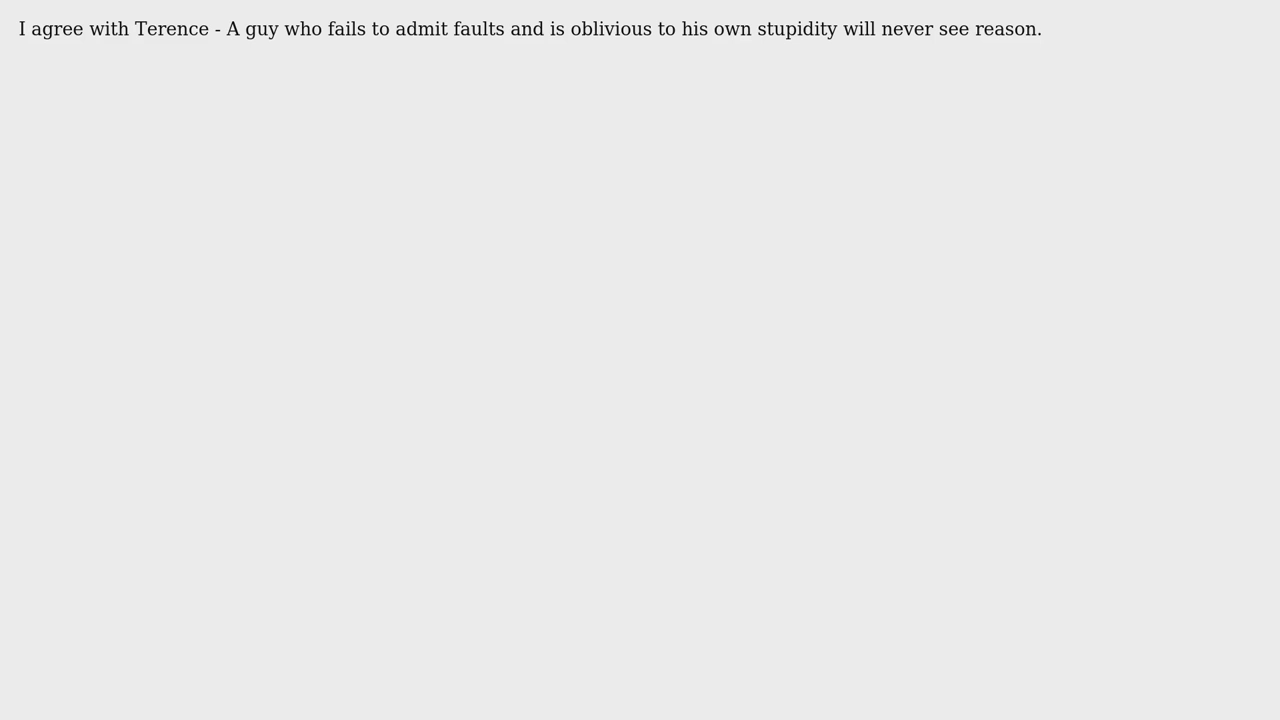 I agree with Terence - A guy who fails to admit faults and is oblivious to his own stupidity will never see reason.